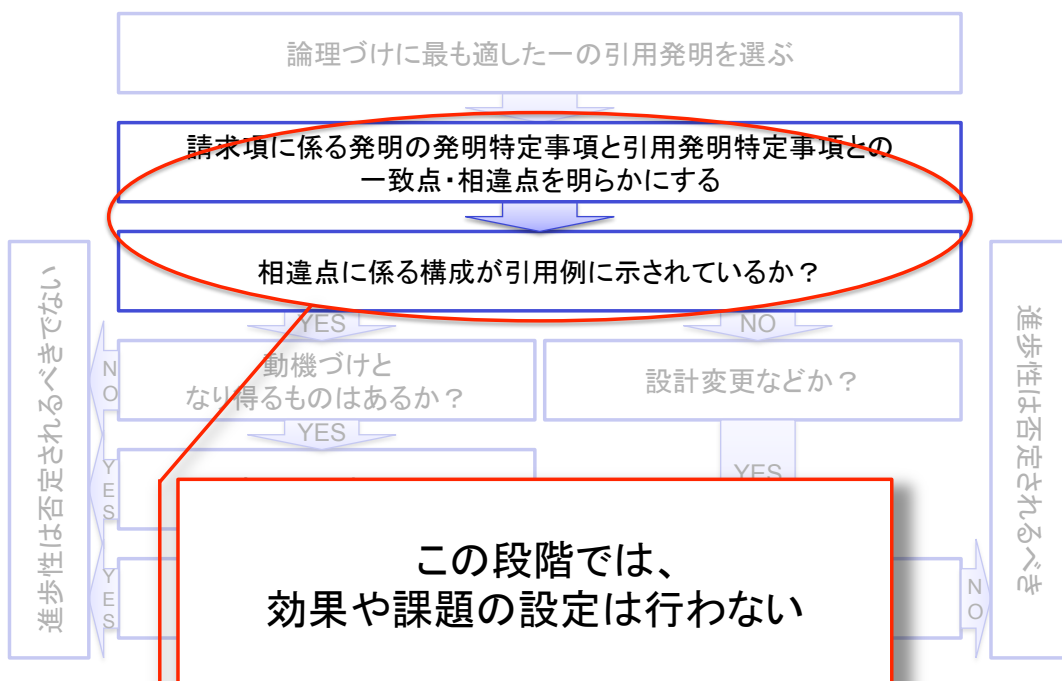 論理づけに最も適した一の引用発明を選ぶ
請求項に係る発明の発明特定事項と引用発明特定事項との
一致点・相違点を明らかにする
相違点に係る構成が引用例に示されているか？
YES
NO
動機づけと
なり得るものはあるか？
設計変更などか？
NO
YES
YES
YES
YES
NO
進歩性は否定されるべきでない
進歩性は否定されるべき
この段階では、
効果や課題の設定は行わない